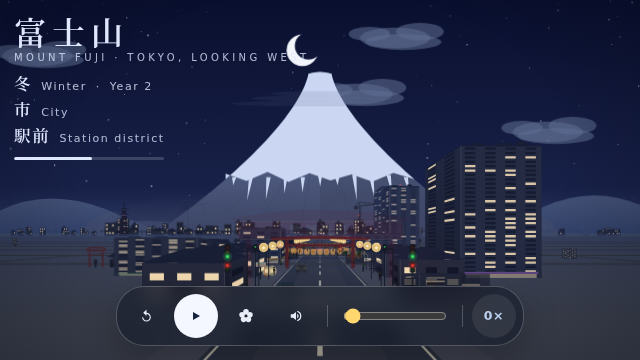 富士山
MOUNT FUJI · TOKYO, LOOKING WEST
冬 Winter · Year 2
市 City
駅前 Station district
0×